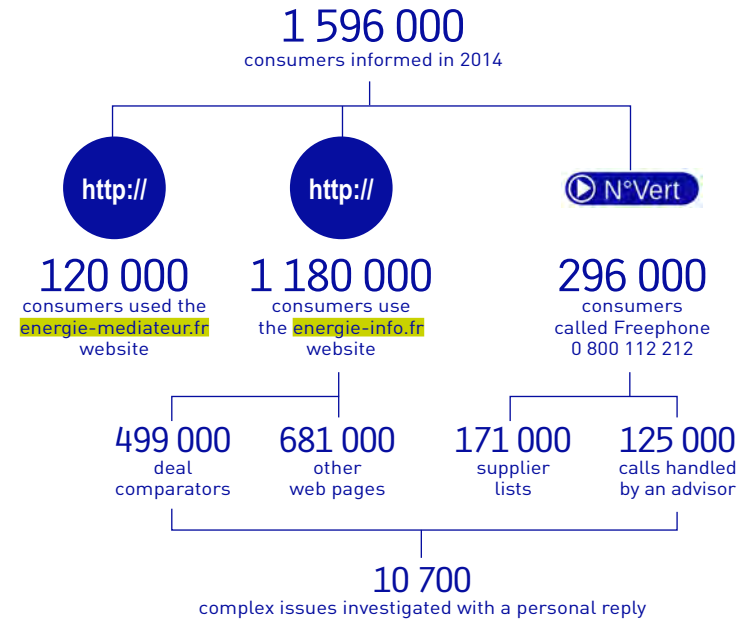 1 596 000
consumers informed in 2014
http://
http://
N°Vert
120 000
consumers used the
energie-mediateur.fr
website
1 180 000
consumers use
the energie-info.fr
website
296 000
consumers
called Freephone
0 800 112 212
499 000
deal
comparators
681 000
other
web pages
171 000
supplier
lists
125 000
calls handled
by an advisor
10 700
complex issues investigated with a personal reply